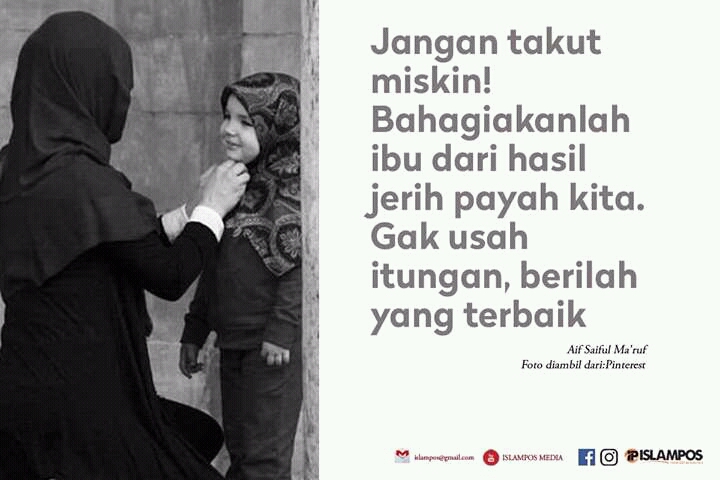 Jangan takut
miskin!
Bahagiakanlah
ibu dari hasil
jerih payah kita.
Gak usah
itungan, berilah
yang terbaik
Aif Saiful Ma'ruf
Foto diambil dari:Pinterest
islampos@gmail.com
ISLAMPOS MEDIA
ISLAMPOS